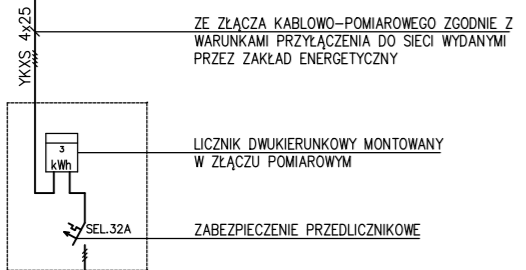 YKXS 4x25
ZE ZŁĄCZA KABLOWO-POMIAROWEGO ZGODNIE Z
WARUNKAMI PRZYŁĄCZENIA DO SIECI WYDANYMI
PRZEZ ZAKŁAD ENERGETYCZNY
3
kWh
LICZNIK DWUKIERUNKOWY MONTOWANY
W ZŁĄCZU POMIAROWYM
SEL.32A
ZABEZPIECZENIE PRZEDLICZNIKOWE